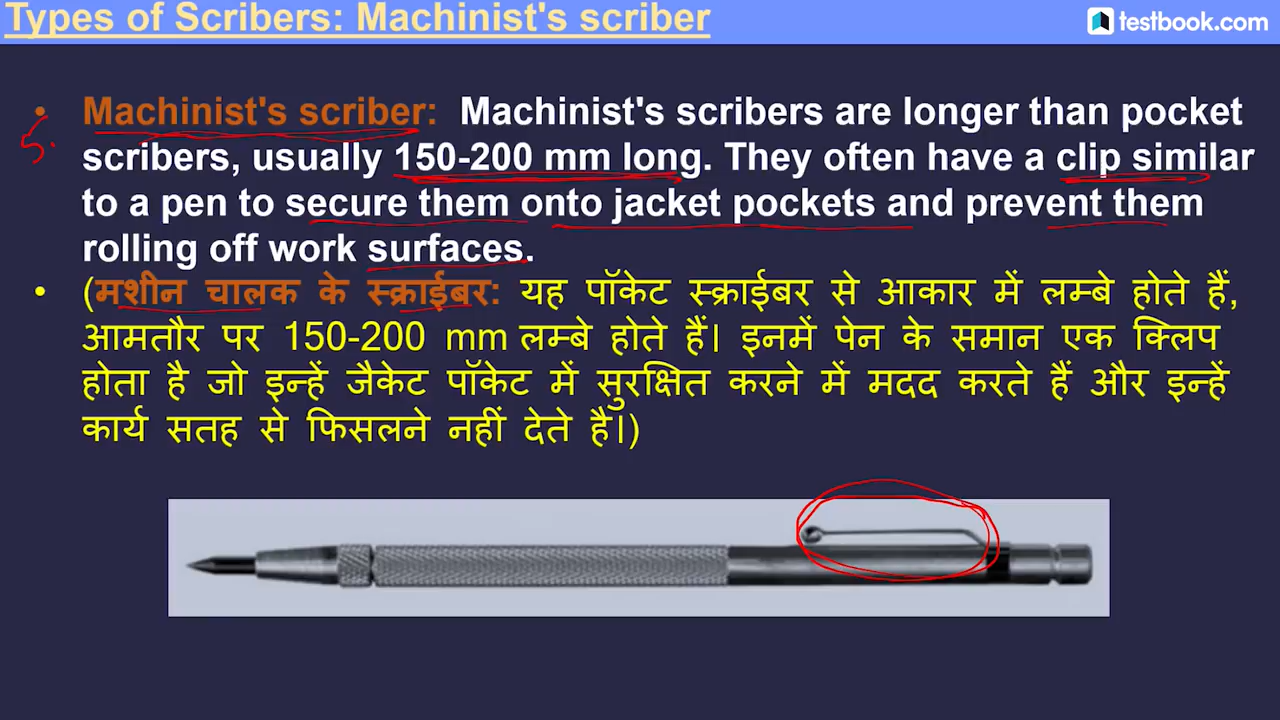 Types of Scribers: Machinist's scriber
testbook.com
• Machinist's scriber: Machinist's scribers are longer than pocket
5.
scribers, usually 150-200 mm long. They often have a clip similar
to a pen to secure them onto jacket pockets and prevent them
rolling off work surfaces.
• (मशीन चालक के स्क्राईबर: यह पॉकेट स्क्राईबर से आकार में लम्बे होते हैं,
आमतौर पर 150-200 mm लम्बे होते हैं। इनमें पेन के समान एक क्लिप
होता है जो इन्हें जैकेट पॉकेट में सुरक्षित करने में मदद करते हैं और इन्हें
कार्य सतह से फिसलने नहीं देते है।)